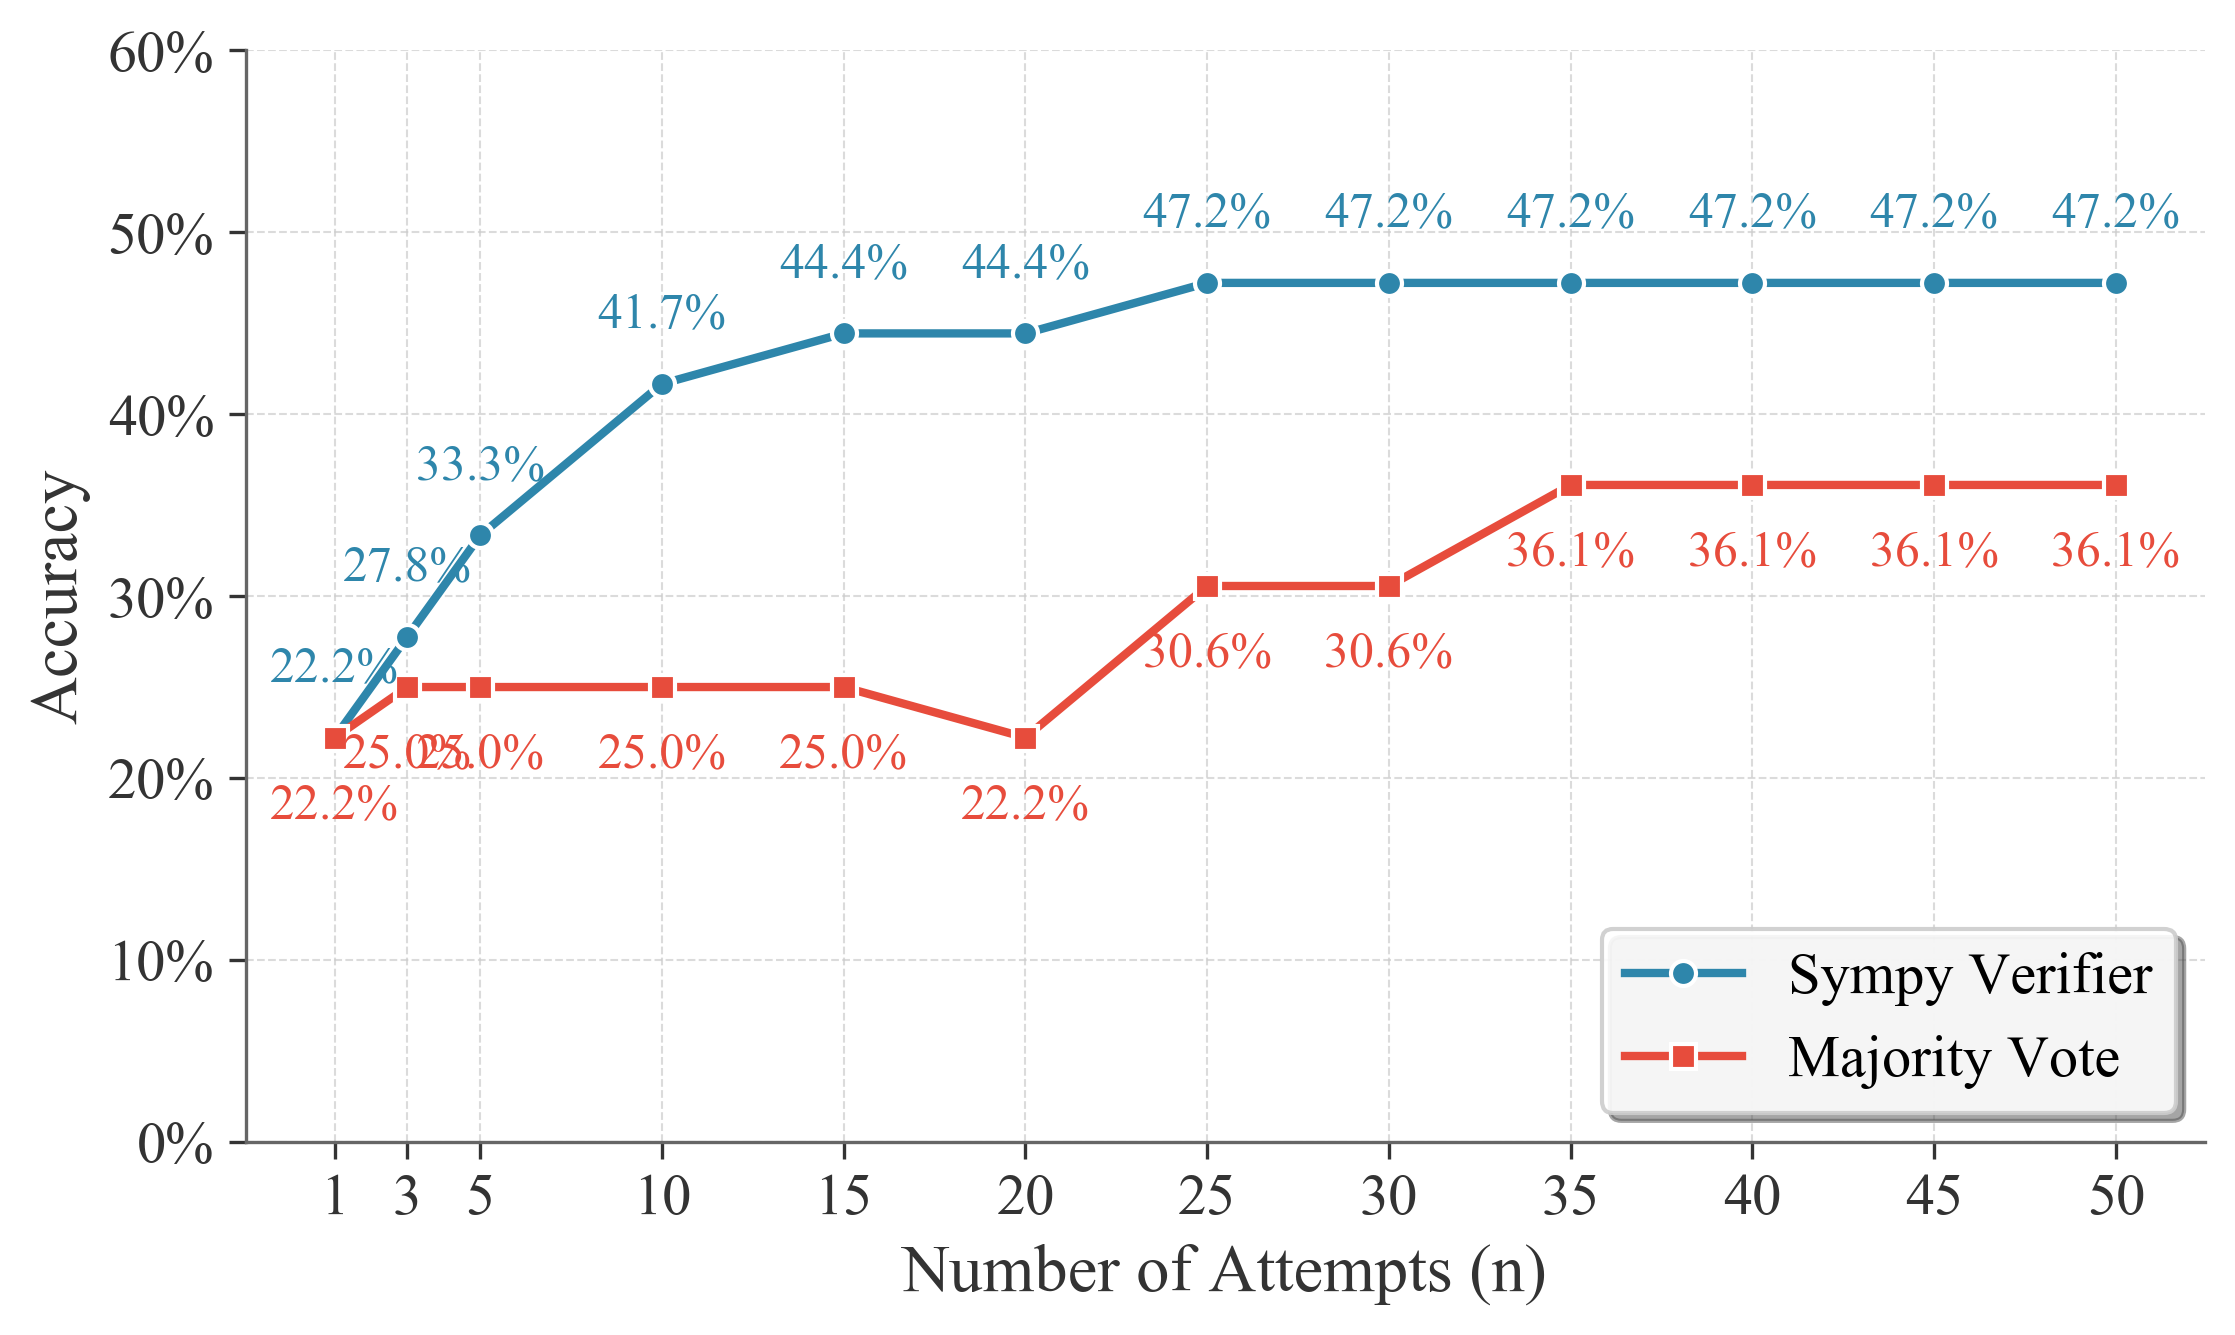 60%
50%
40%
30%
20%
10%
0%
Accuracy
47.2% 47.2% 47.2% 47.2% 47.2% 47.2%
44.4% 44.4%
41.7%
33.3%
27.8%
22.2%
36.1% 36.1% 36.1% 36.1%
30.6% 30.6%
25.0% 25.0% 25.0% 25.0%
22.2% 22.2%
Sympy Verifier
Majority Vote
1 3 5 10 15 20 25 30 35 40 45 50
Number of Attempts (n)